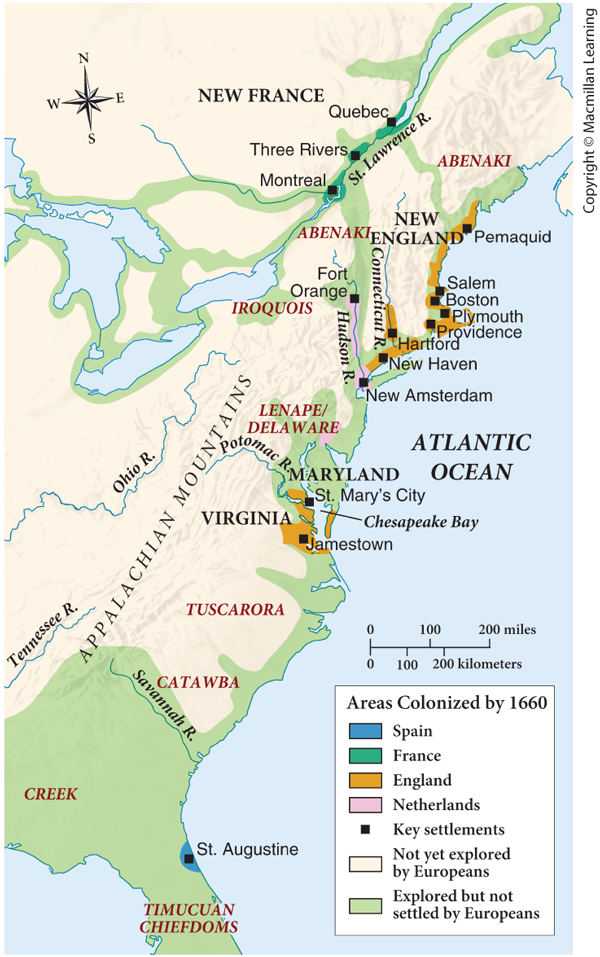 Copyright © Macmillan Learning
N
W
E
S
NEW FRANCE
Quebec
Three Rivers
St. Lawrence R.
Montreal
ABENAKI
NEW
ENGLAND
ABENAKI
Pemaquid
Connecticut R.
Fort
Orange
Salem
Boston
IROQUOIS
Hudson R.
Plymouth
Providence
Hartford
New Haven
New Amsterdam
LENAPE/
DELAWARE
ATLANTIC
OCEAN
Potomac R.
Ohio R.
APPALACHIAN MOUNTAINS
MARYLAND
St. Mary's City
VIRGINIA
Chesapeake Bay
Jamestown
TUSCARORA
Tennessee R.
0 100 200 miles
0 100 200 kilometers
CATAWBA
Savannah R.
CREEK
St. Augustine
TIMUCUAN
CHIEFDOMS
Areas Colonized by 1660
Spain
France
England
Netherlands
Key settlements
Not yet explored
by Europeans
Explored but not
settled by Europeans